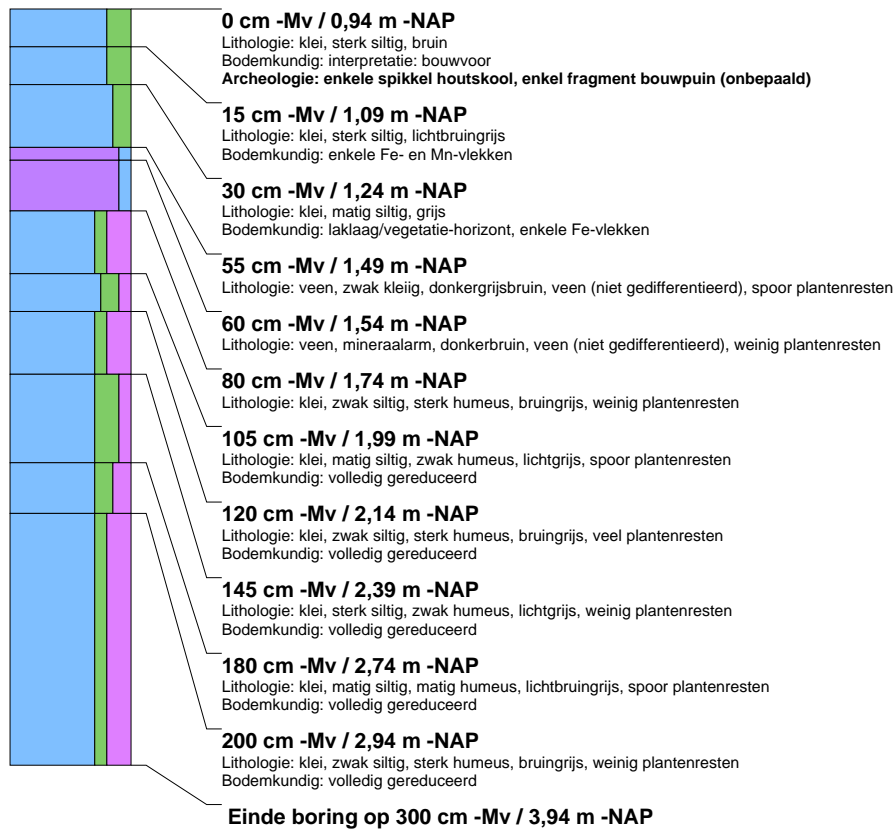 0 cm -Mv / 0,94 m -NAP
Lithologie: klei, sterk siltig, bruin
Bodemkundig: interpretatie: bouwvoor
Archeologie: enkele spikkel houtskool, enkel fragment bouwpuin (onbepaald)
15 cm -Mv / 1,09 m -NAP
Lithologie: klei, sterk siltig, lichtbruingrijs
Bodemkundig: enkele Fe- en Mn-vlekken
30 cm -Mv / 1,24 m -NAP
Lithologie: klei, matig siltig, grijs
Bodemkundig: laklaag/vegetatie-horizont, enkele Fe-vlekken
55 cm -Mv / 1,49 m -NAP
Lithologie: veen, zwak kleiig, donkergrijsbruin, veen (niet gedifferentieerd), spoor plantenresten
60 cm -Mv / 1,54 m -NAP
Lithologie: veen, mineraalarm, donkerbruin, veen (niet gedifferentieerd), weinig plantenresten
80 cm -Mv / 1,74 m -NAP
Lithologie: klei, zwak siltig, sterk humeus, bruingrijs, weinig plantenresten
105 cm -Mv / 1,99 m -NAP
Lithologie: klei, matig siltig, zwak humeus, lichtgrijs, spoor plantenresten
Bodemkundig: volledig gereduceerd
120 cm -Mv / 2,14 m -NAP
Lithologie: klei, zwak siltig, sterk humeus, bruingrijs, veel plantenresten
Bodemkundig: volledig gereduceerd
145 cm -Mv / 2,39 m -NAP
Lithologie: klei, sterk siltig, zwak humeus, lichtgrijs, weinig plantenresten
Bodemkundig: volledig gereduceerd
180 cm -Mv / 2,74 m -NAP
Lithologie: klei, matig siltig, matig humeus, lichtbruingrijs, spoor plantenresten
Bodemkundig: volledig gereduceerd
200 cm -Mv / 2,94 m -NAP
Lithologie: klei, zwak siltig, sterk humeus, bruingrijs, weinig plantenresten
Bodemkundig: volledig gereduceerd
Einde boring op 300 cm -Mv / 3,94 m -NAP